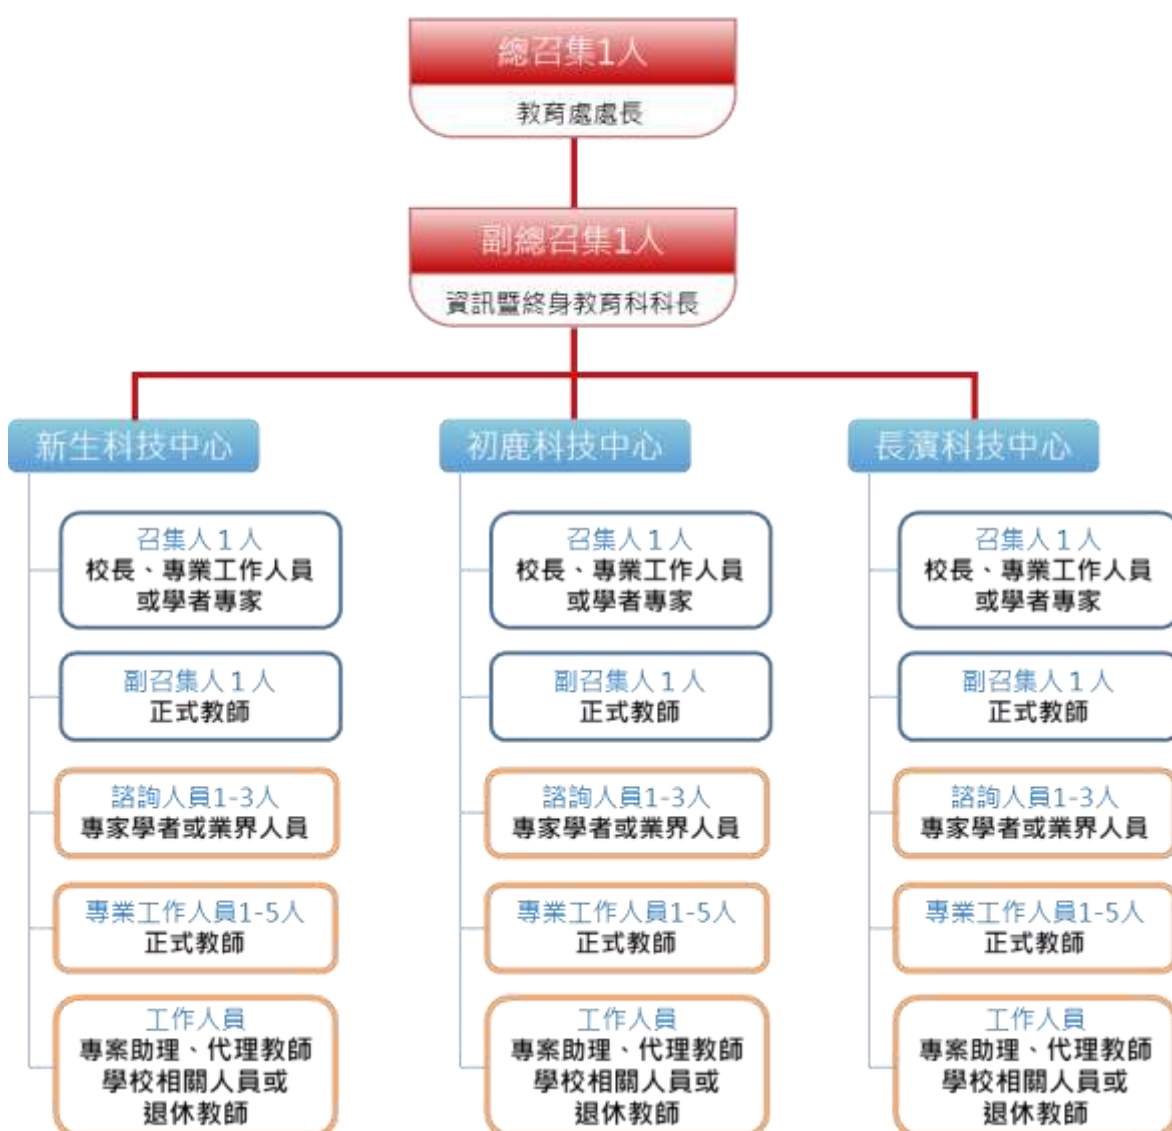 總召集1人
教育處處長
副總召集1人
資訊暨終身教育科科長
新生科技中心
召集人1人
校長、專業工作人員
或學者專家
副召集人1人
正式教師
諮詢人員1-3人
專家學者或業界人員
專業工作人員1-5人
正式教師
工作人員
專案助理、代理教師
學校相關人員或
退休教師
初鹿科技中心
召集人1人
校長、專業工作人員
或學者專家
副召集人1人
正式教師
諮詢人員1-3人
專家學者或業界人員
專業工作人員1-5人
正式教師
工作人員
專案助理、代理教師
學校相關人員或
退休教師
長濱科技中心
召集人1人
校長、專業工作人員
或學者專家
副召集人1人
正式教師
諮詢人員1-3人
專家學者或業界人員
專業工作人員1-5人
正式教師
工作人員
專案助理、代理教師
學校相關人員或
退休教師